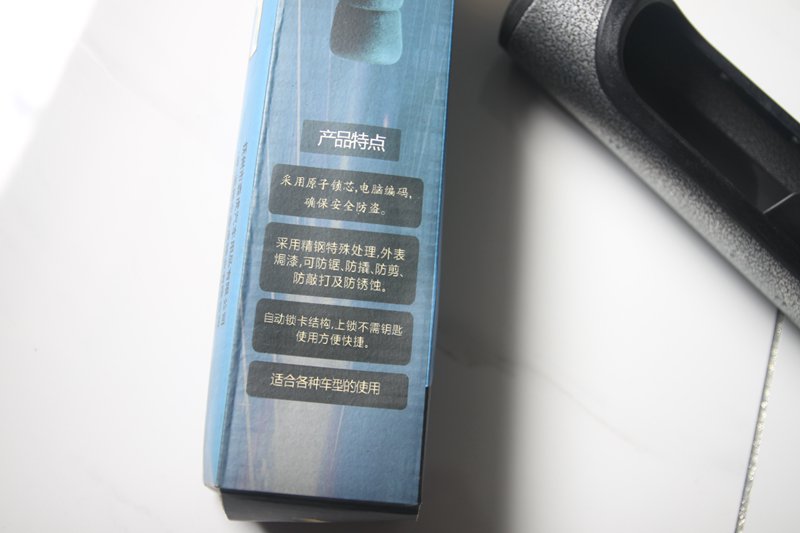 产品特点
采用原子锁芯,电脑编码,
确保安全防盗。
采用精钢特殊处理,外表
焗漆,可防锯、防撬、防剪、
防敲打及防锈蚀。
自动锁卡结构,上锁不需钥匙
使用方便快捷。
适合各种车型的使用